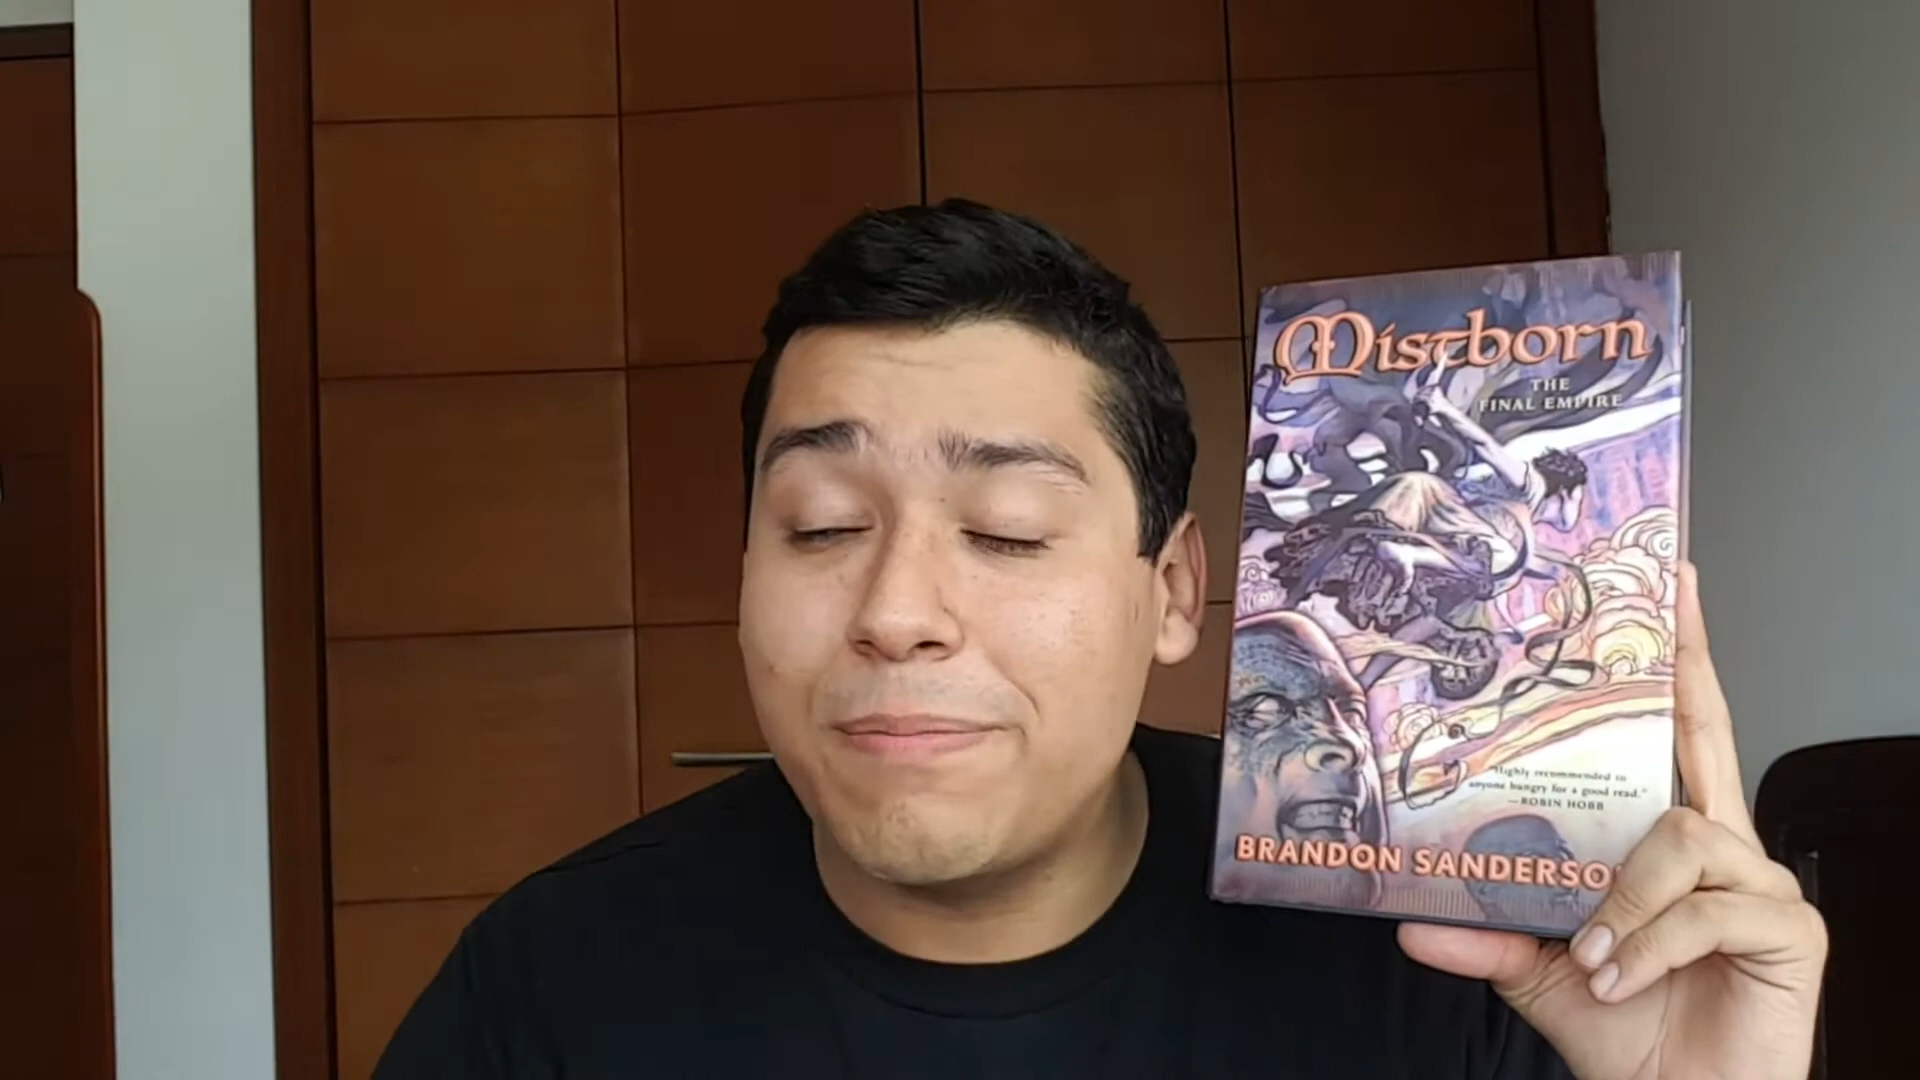 Mistborn
THE
FINAL EMPIRE
"Highly recommended to
anyone hungry for a good read."
—ROBIN HOBB
BRANDON SANDERSO